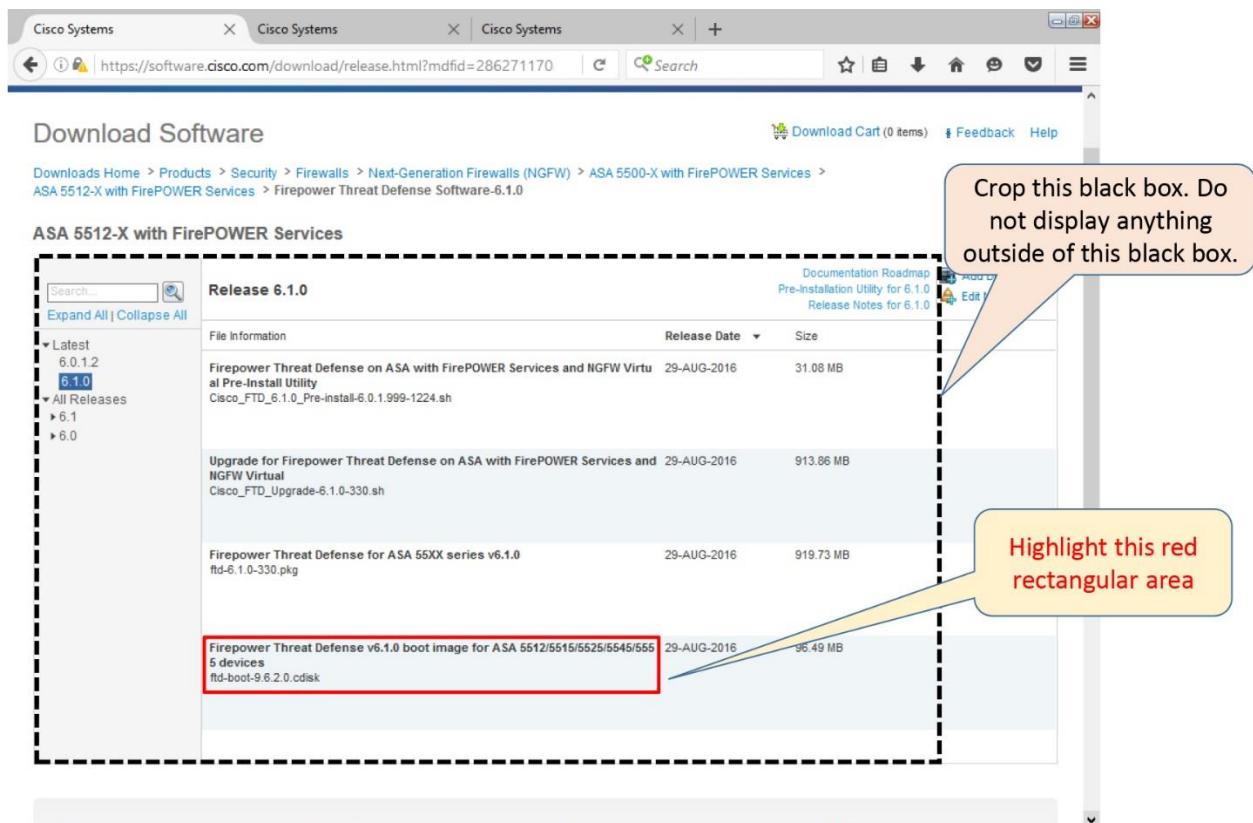 Cisco Systems
Cisco Systems
Cisco Systems
https://software.cisco.com/download/release.html?mdfid=286271170
Search
Download Software
Download Cart (0 items)
Feedback
Help
Downloads Home > Products > Security > Firewalls > Next-Generation Firewalls (NGFW) > ASA 5500-X with FirePOWER Services >
ASA 5512-X with FirePOWER Services > Firepower Threat Defense Software-6.1.0
Crop this black box. Do
not display anything
outside of this black box.
ASA 5512-X with FirePOWER Services
Search...
Expand All | Collapse All
Latest
6.0.1.2
6.1.0
All Releases
6.1
6.0
Release 6.1.0
Documentation Roadmap
Pre-Installation Utility for 6.1.0
Release Notes for 6.1.0
Add
Edit
File Information Release Date Size
Firepower Threat Defense on ASA with FirePOWER Services and NGFW Virtu 29-AUG-2016 31.08 MB
al Pre-Install Utility
Cisco_FTD_6.1.0_Pre-install-6.0.1.999-1224.sh
Upgrade for Firepower Threat Defense on ASA with FirePOWER Services and 29-AUG-2016 913.86 MB
NGFW Virtual
Cisco_FTD_Upgrade-6.1.0-330.sh
Firepower Threat Defense for ASA 55XX series v6.1.0 29-AUG-2016 919.73 MB
ftd-6.1.0-330.pkg
Highlight this red
rectangular area
Firepower Threat Defense v6.1.0 boot image for ASA 5512/5515/5525/5545/555 29-AUG-2016 96.49 MB
5 devices
ftd-boot-9.6.2.0.cdisk